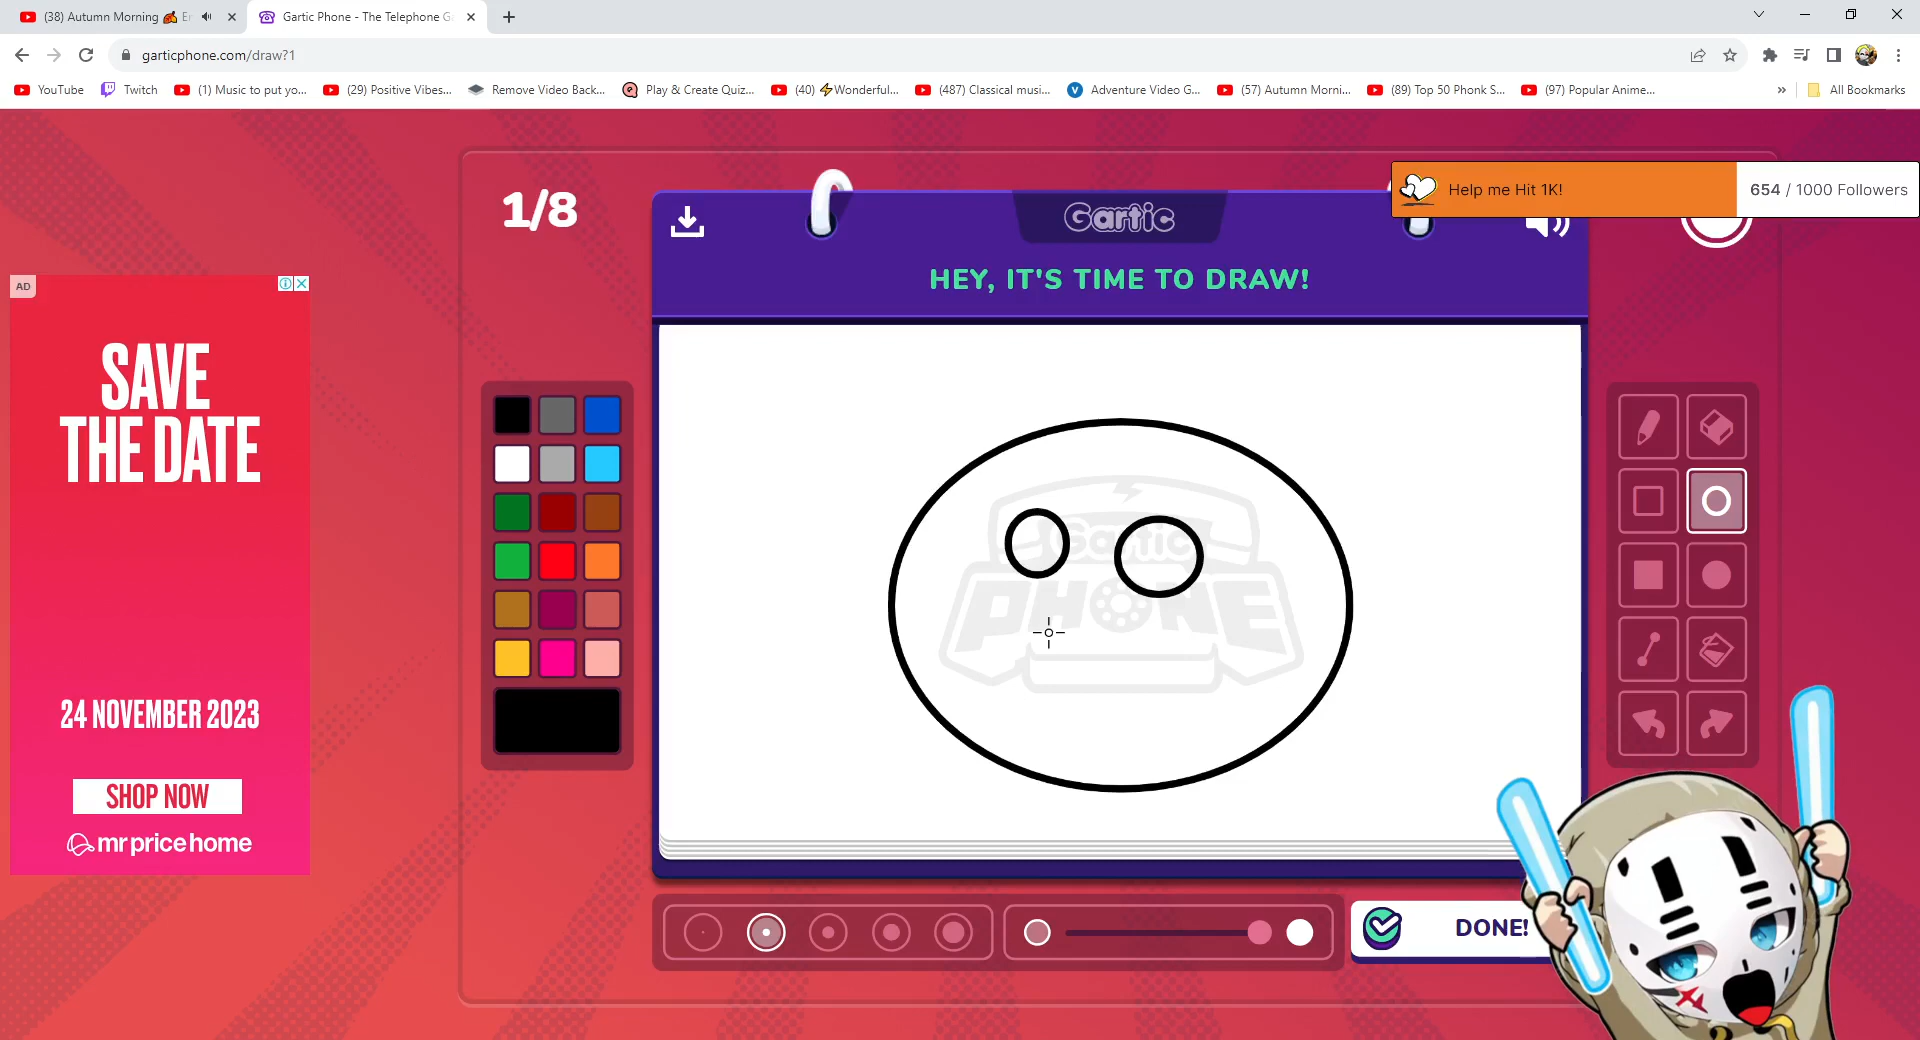 (38) Autumn Morning 🍂 Er
Gartic Phone - The Telephone G
garticphone.com/draw?1
YouTube
Twitch
(1) Music to put yo...
(29) Positive Vibes...
Remove Video Back...
Play & Create Quiz...
(40) ⚡Wonderful...
(487) Classical musi...
Adventure Video G...
(57) Autumn Morni...
(89) Top 50 Phonk S...
(97) Popular Anime...
»
All Bookmarks
1/8
Gartic
Help me Hit 1K!
654 / 1000 Followers
HEY, IT'S TIME TO DRAW!
AD
SAVE
THE DATE
24 NOVEMBER 2023
SHOP NOW
mr price home
Gartic
PHONE
DONE!